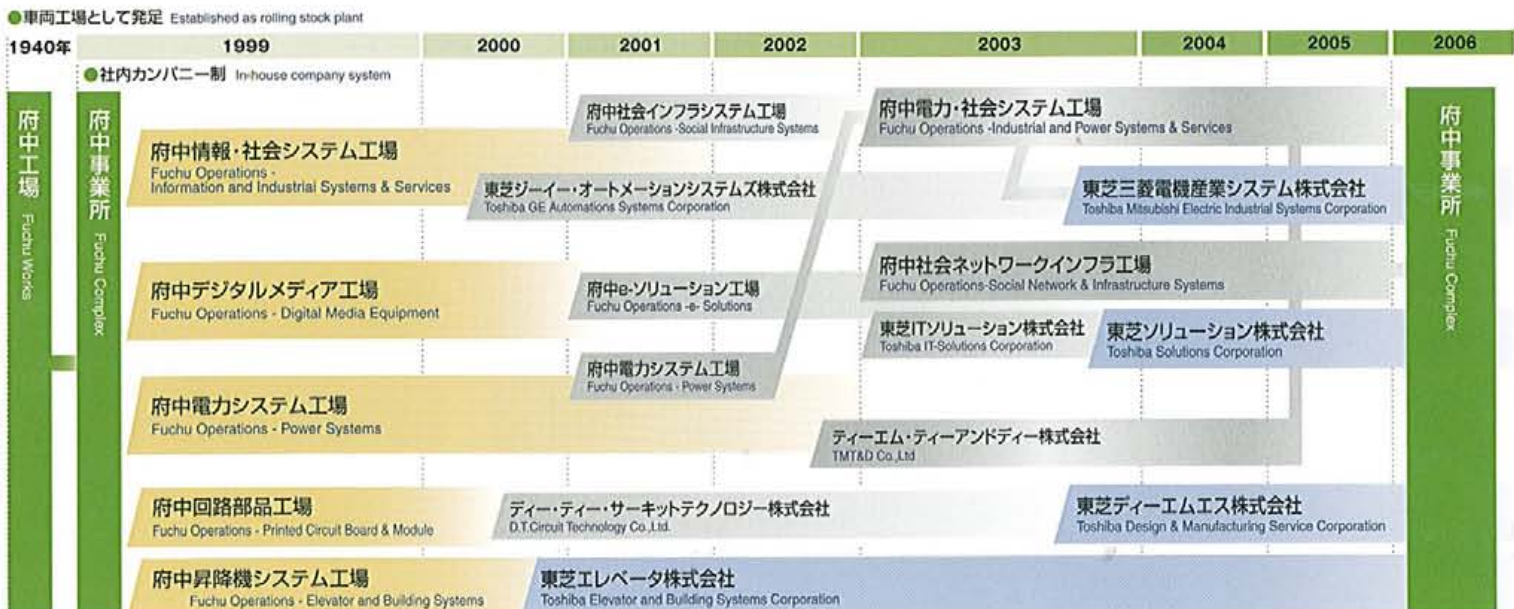 ●車両工場として発足 Established as rolling stock plant
1940年 1999 2000 2001 2002 2003 2004 2005 2006
●社内カンパニー制 In-house company system
府中工場 Fuchu Works
府中事業所 Fuchu Complex
府中情報・社会システム工場
Fuchu Operations -
Information and Industrial Systems & Services
府中社会インフラシステム工場
Fuchu Operations -Social Infrastructure Systems
府中電力・社会システム工場
Fuchu Operations -Industrial and Power Systems & Services
東芝ジーイー・オートメーションシステムズ株式会社
Toshiba GE Automations Systems Corporation
東芝三菱電機産業システム株式会社
Toshiba Mitsubishi Electric Industrial Systems Corporation
府中デジタルメディア工場
Fuchu Operations - Digital Media Equipment
府中e-ソリューション工場
Fuchu Operations -e- Solutions
府中社会ネットワークインフラ工場
Fuchu Operations-Social Network & Infrastructure Systems
東芝ITソリューション株式会社
Toshiba IT-Solutions Corporation
東芝ソリューション株式会社
Toshiba Solutions Corporation
府中電力システム工場
Fuchu Operations - Power Systems
府中電力システム工場
Fuchu Operations - Power Systems
ティーエム・ティーアンドディー株式会社
TMT&D Co.,Ltd
府中回路部品工場
Fuchu Operations - Printed Circuit Board & Module
ディー・ティー・サーキットテクノロジー株式会社
D.T.Circuit Technology Co.,Ltd.
東芝ディーエムエス株式会社
Toshiba Design & Manufacturing Service Corporation
府中昇降機システム工場
Fuchu Operations - Elevator and Building Systems
東芝エレベータ株式会社
Toshiba Elevator and Building Systems Corporation
府中事業所 Fuchu Complex